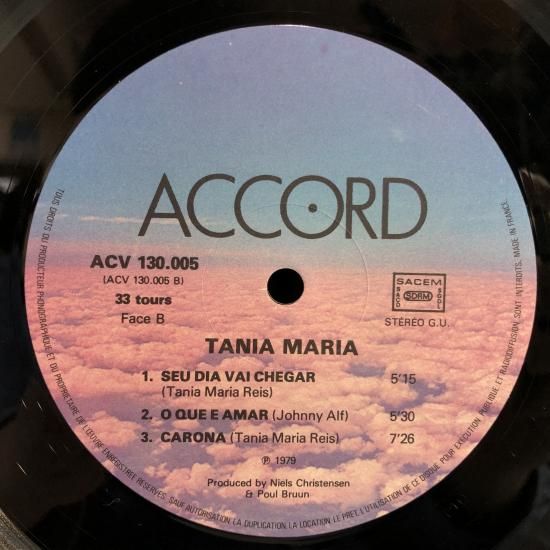 ACCORD
ACV 130.005
(ACV 130.005 B)
33 tours
Face B
SACEM
SACD SDRM SGDL
STÉRÉO G.U.
TANIA MARIA
1. SEU DIA VAI CHEGAR 5'15
(Tania Maria Reis)
2. O QUE E AMAR (Johnny Alf) 5'30
3. CARONA (Tania Maria Reis) 7'26
℗ 1979
Produced by Niels Christensen
& Poul Bruun
TOUS DROITS DU PRODUCTEUR PHONOGRAPHIQUE ET DU PROPRIETAIRE DE L'ŒUVRE ENREGISTREE RESERVES. SAUF AUTORISATION LA DUPLICATION, LA LOCATION, LE PRET, L'UTILISATION DE CE DISQUE POUR EXECUTION PUBLIQUE ET RADIODIFFUSION SONT INTERDITS. MADE IN FRANCE.